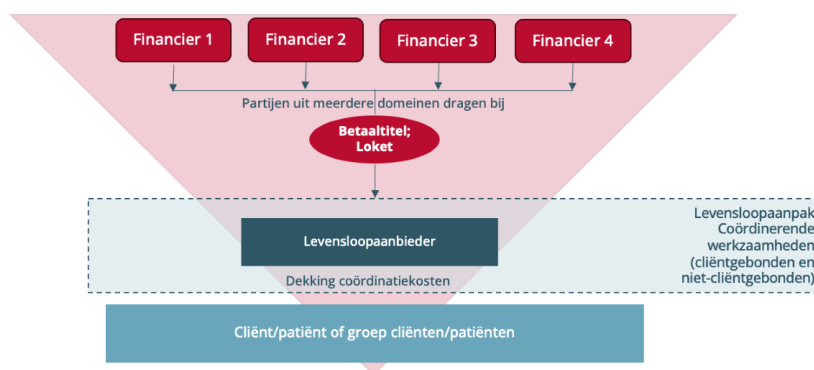 Financier 1
Financier 2
Financier 3
Financier 4
Partijen uit meerdere domeinen dragen bij
Betaaltitel;
Loket
Levensloopaanpak
Coördinerende
werkzaamheden
(cliëntgebonden en
niet-cliëntgebonden)
Levensloopaanbieder
Dekking coördinatiekosten
Cliënt/patiënt of groep cliënten/patiënten